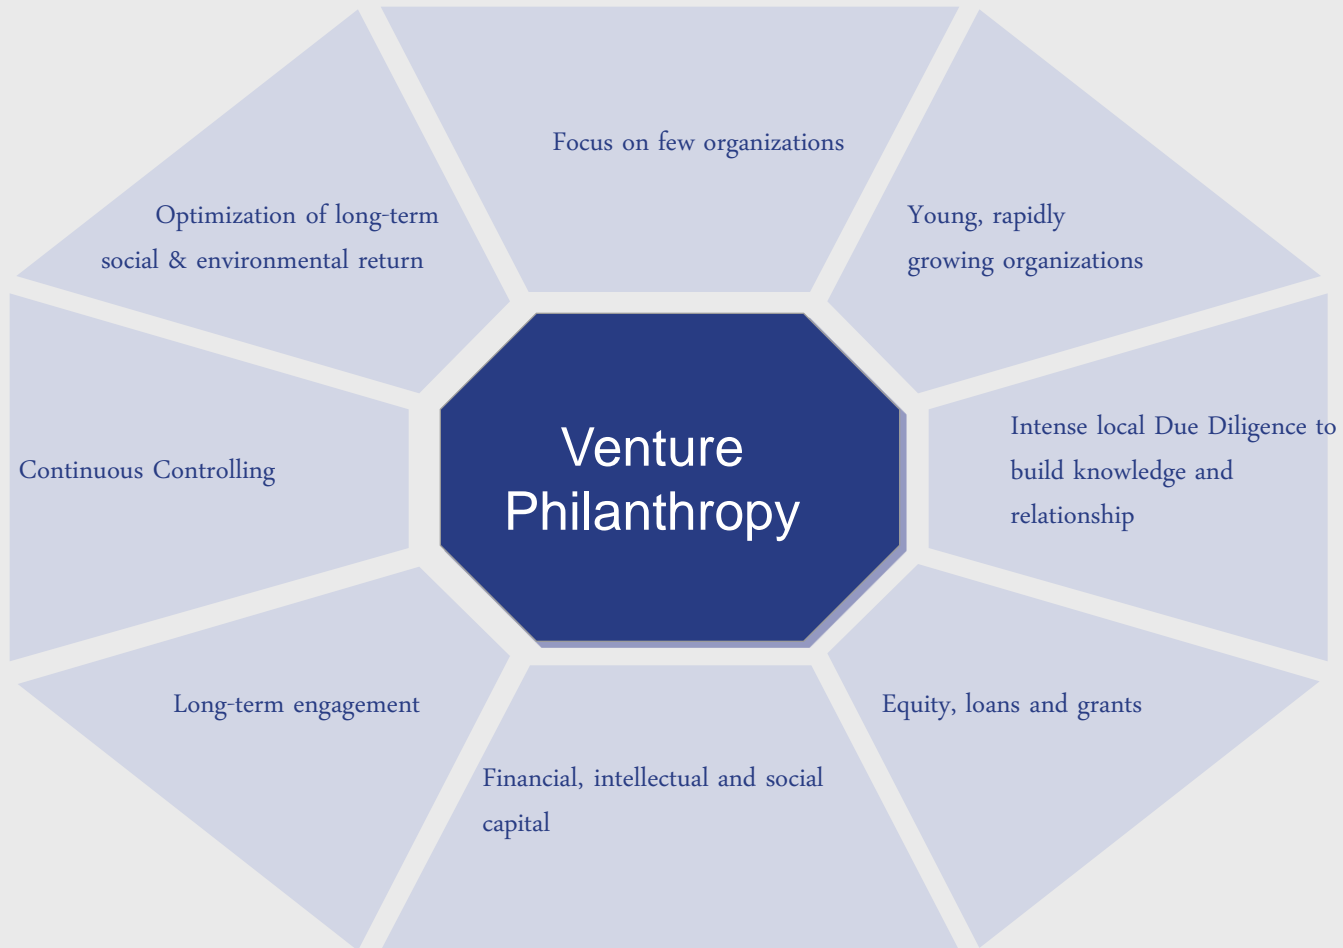 Focus on few organizations
Optimization of long-term
social & environmental return
Young, rapidly
growing organizations
Continuous Controlling
Venture
Philanthropy
Intense local Due Diligence to
build knowledge and
relationship
Long-term engagement
Equity, loans and grants
Financial, intellectual and social
capital